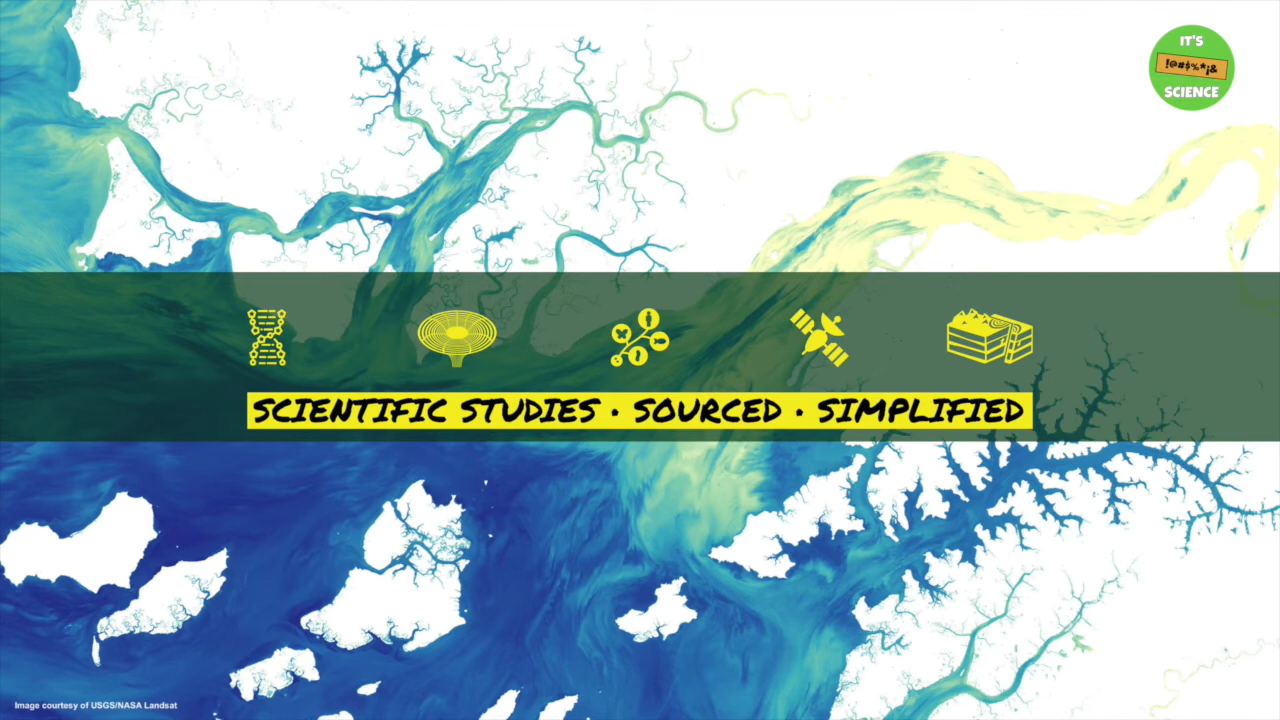 IT'S
!@#$%*¡&
SCIENCE
SCIENTIFIC STUDIES · SOURCED · SIMPLIFIED
Image courtesy of USGS/NASA Landsat